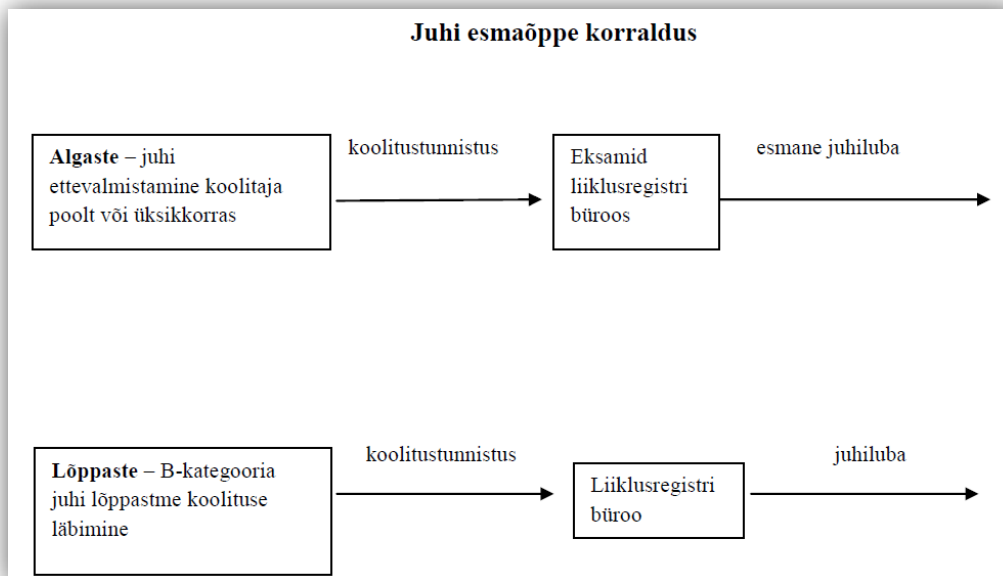 Juhi esmaõppe korraldus
Algaste – juhi
ettevalmistamine koolitaja
poolt või üksikkorras
koolitustunnistus
Eksamid
liiklusregistri
büroos
esmane juhiluba
Lõppaste – B-kategooria
juhi lõppastme koolituse
läbimine
koolitustunnistus
Liiklusregistri
büroo
juhiluba